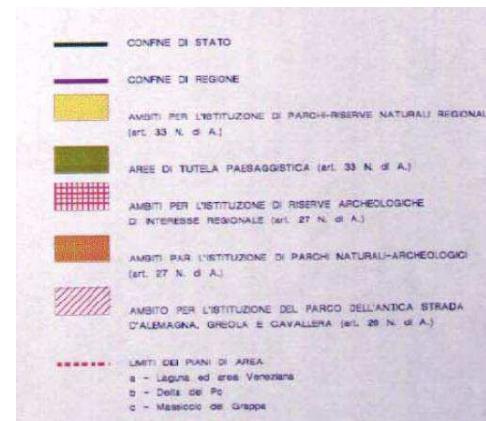 CONFINE DI STATO
CONFINE DI REGIONE
AMBITI PER L'ISTITUZIONE DI PARCHI-RISERVE NATURALI REGIONAL
(art. 33 N. di A.)
AREE DI TUTELA PAESAGGISTICA (art. 33 N. di A.)
AMBITI PER L'ISTITUZIONE DI RISERVE ARCHEOLOGICHE
DI INTERESSE REGIONALE (art. 27 N. di A.)
AMBITI PAR L'ISTITUZIONE DI PARCHI NATURALI-ARCHEOLOGICI
(art. 27 N. di A.)
AMBITO PER L'ISTITUZIONE DEL PARCO DELL'ANTICA STRADA
D'ALEMAGNA, GREOLA E CAVALLERA (art. 28 N. di A.)
LIMITI DEI PIANI DI AREA
a - Laguna ed area Veneziana
b - Delta del Po
c - Massiccio del Grappa